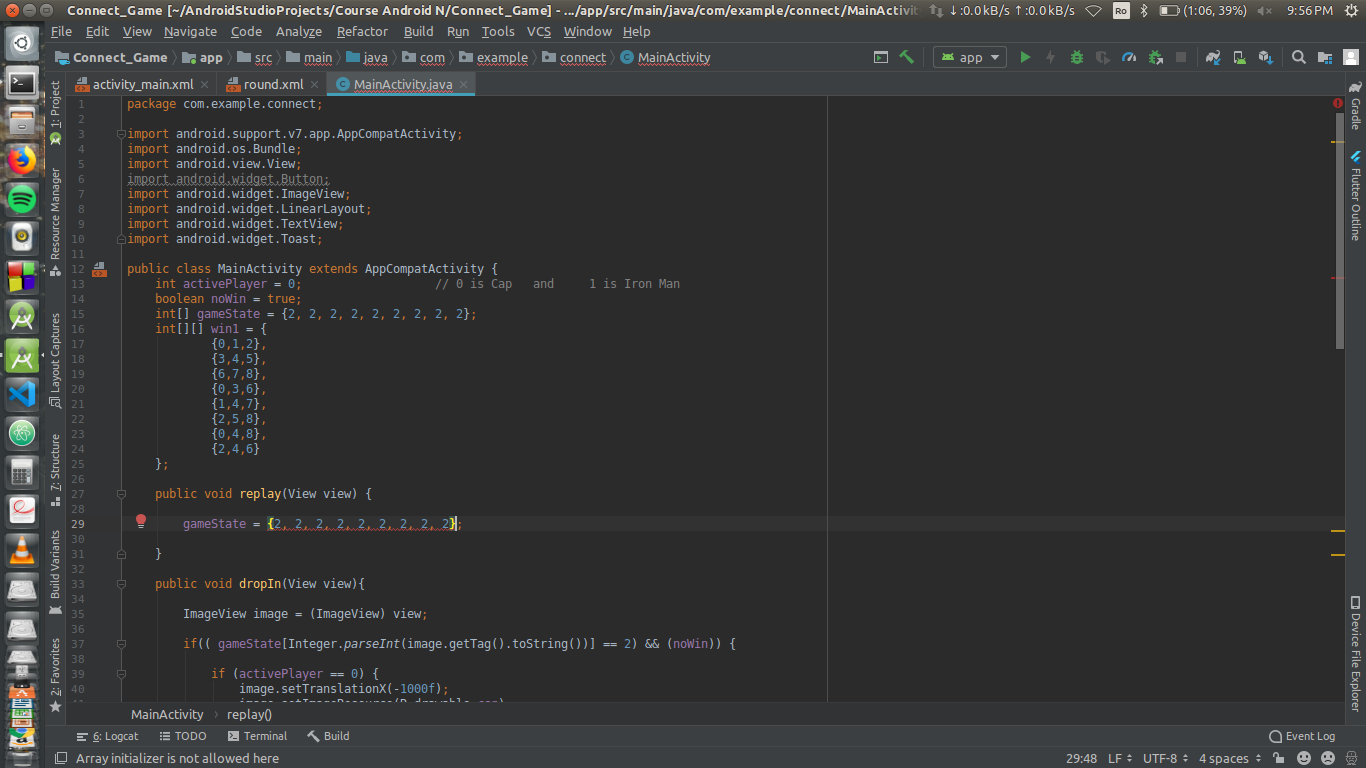 Connect_Game [~/AndroidStudioProjects/Course Android N/Connect_Game] - .../app/src/main/java/com/example/connect/MainActivit
↓:0.0 kB/s ↑:0.0 kB/s
Ro
(1:06, 39%)
9:56 PM
File Edit View Navigate Code Analyze Refactor Build Run Tools VCS Window Help
Connect_Game app src main java com example connect MainActivity
app
activity_main.xml round.xml MainActivity.java
1: Project
Resource Manager
Layout Captures
7: Structure
Build Variants
2: Favorites
1 package com.example.connect;
2
3 import android.support.v7.app.AppCompatActivity;
4 import android.os.Bundle;
5 import android.view.View;
6 import android.widget.Button;
7 import android.widget.ImageView;
8 import android.widget.LinearLayout;
9 import android.widget.TextView;
10 import android.widget.Toast;
11
12 public class MainActivity extends AppCompatActivity {
13 int activePlayer = 0; // 0 is Cap and 1 is Iron Man
14 boolean noWin = true;
15 int[] gameState = {2, 2, 2, 2, 2, 2, 2, 2, 2};
16 int[][] win1 = {
17 {0,1,2},
18 {3,4,5},
19 {6,7,8},
20 {0,3,6},
21 {1,4,7},
22 {2,5,8},
23 {0,4,8},
24 {2,4,6}
25 };
26
27 public void replay(View view) {
28
29 gameState = {2, 2, 2, 2, 2, 2, 2, 2, 2};
30
31 }
32
33 public void dropIn(View view){
34
35 ImageView image = (ImageView) view;
36
37 if(( gameState[Integer.parseInt(image.getTag().toString())] == 2) && (noWin)) {
38
39 if (activePlayer == 0) {
40 image.setTranslationX(-1000f);
Gradle
Flutter Outline
Device File Explorer
MainActivity replay()
6: Logcat TODO Terminal Build
Event Log
Array initializer is not allowed here
29:48 LF UTF-8 4 spaces